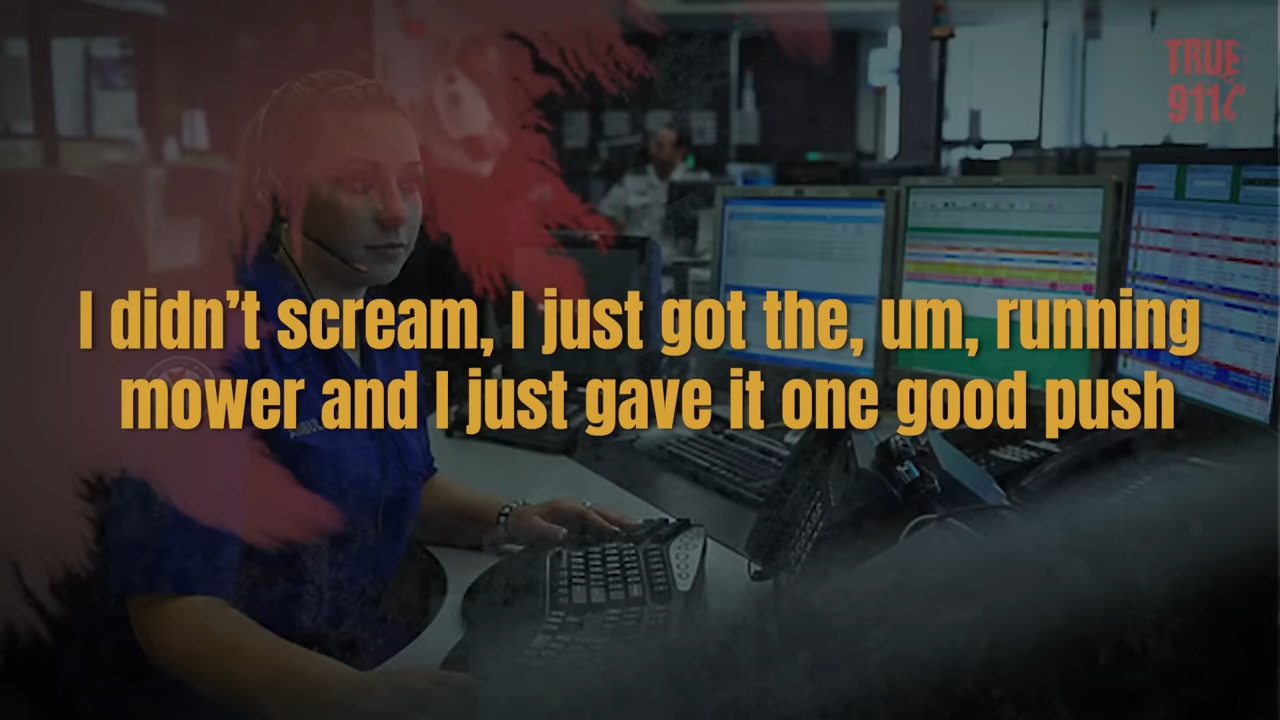 TRUE
911
I didn’t scream, I just got the, um, running
mower and I just gave it one good push